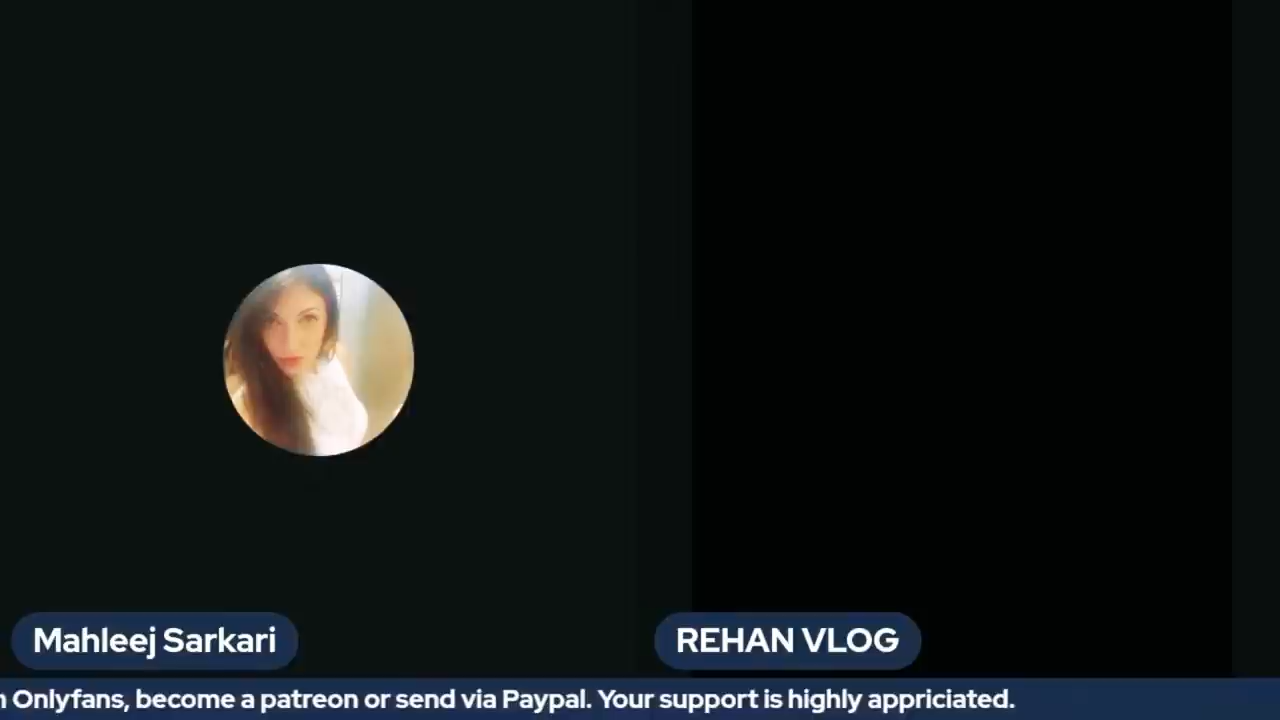 Mahleej Sarkari
REHAN VLOG
Onlyfans, become a patreon or send via Paypal. Your support is highly appriciated.